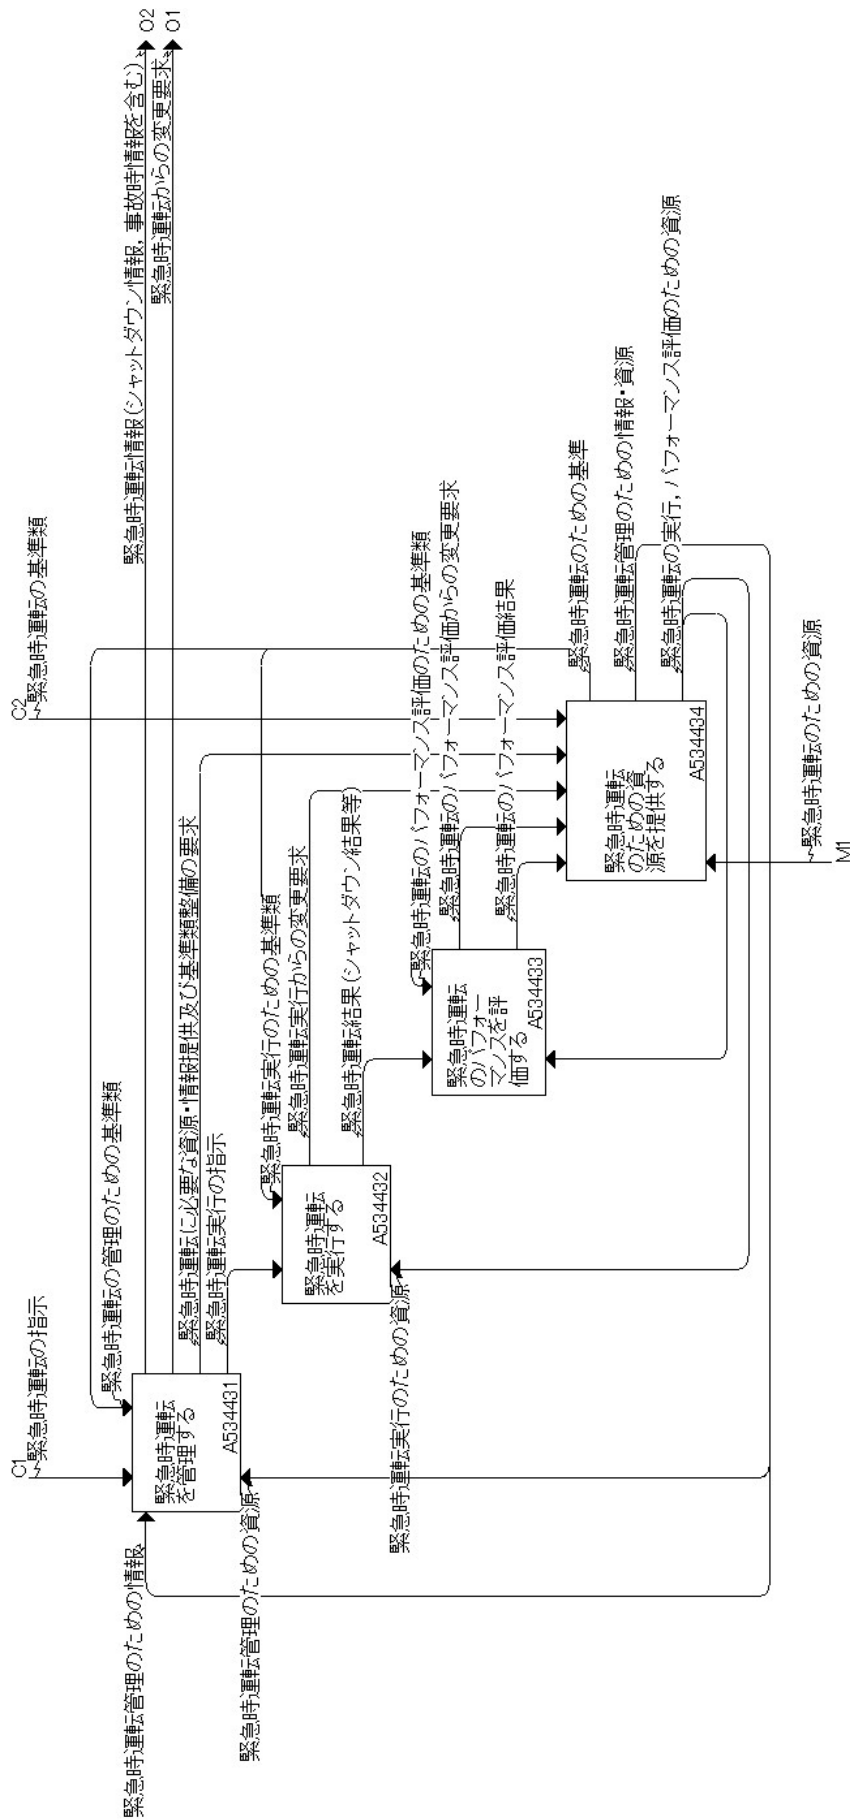 C1
緊急時運転の指示
C2
緊急時運転の基準類
緊急時運転の管理のための基準類
緊急時運転管理のための情報
緊急時運転
を管理する
A534431
緊急時運転管理のための資源
緊急時運転情報(シャットダウン情報, 事故時情報を含む)
O2
緊急時運転からの変更要求
O1
緊急時運転に必要な資源・情報提供及び基準類整備の要求
緊急時運転実行の指示
緊急時運転実行のための基準類
緊急時運転
を実行する
A534432
緊急時運転実行のための資源
緊急時運転実行からの変更要求
緊急時運転結果(シャットダウン結果等)
緊急時運転のパフォーマンス評価のための基準類
緊急時運転
のパフォー
マンスを評
価する
A534433
緊急時運転のパフォーマンス評価からの変更要求
緊急時運転のパフォーマンス評価結果
緊急時運転
のための資
源を提供する
A534434
緊急時運転のための基準
緊急時運転管理のための情報・資源
緊急時運転の実行, パフォーマンス評価のための資源
緊急時運転のための資源
M1